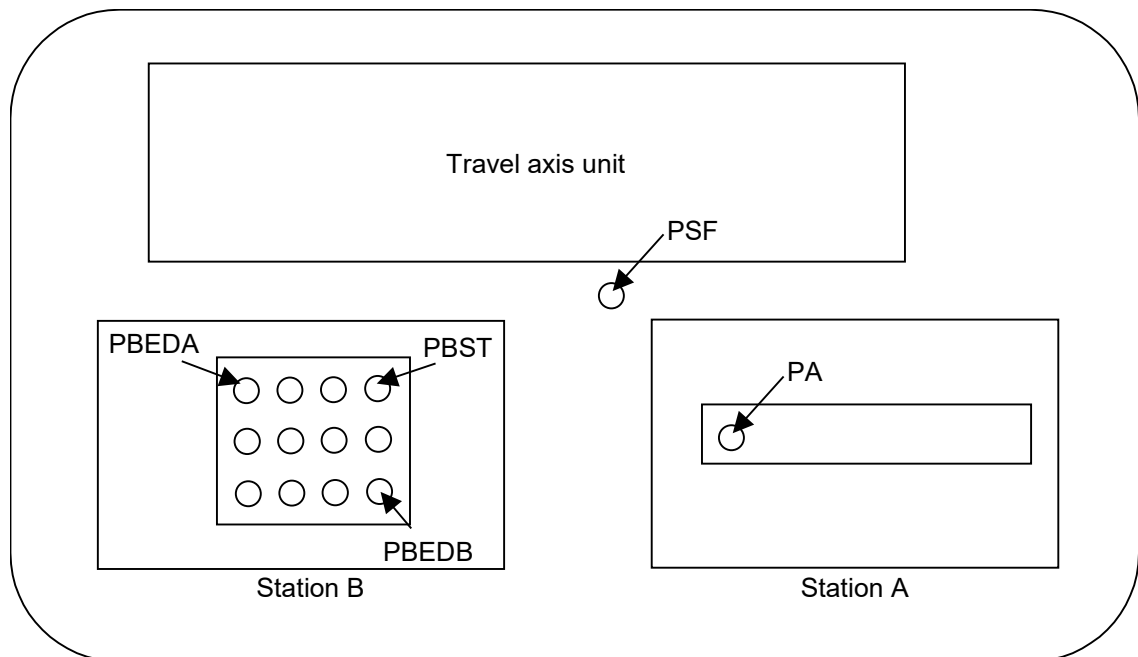 Travel axis unit
PSF
PBEDA
PBST
PA
PBEDB
Station B
Station A